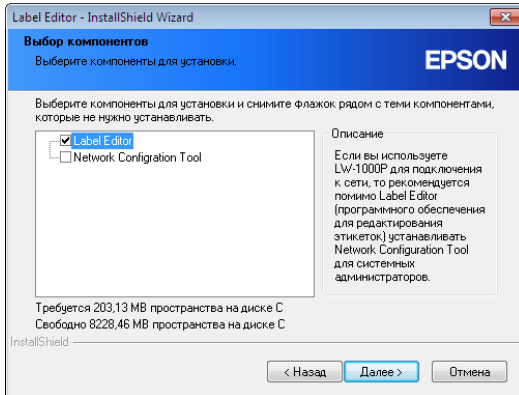 Label Editor - InstallShield Wizard
Выбор компонентов
Выберите компоненты для установки.
EPSON
Выберите компоненты для установки и снимите флажок рядом с теми компонентами,
которые не нужно устанавливать.
Label Editor
Network Configration Tool
Описание
Если вы используете
LW-1000P для подключения
к сети, то рекомендуется
помимо Label Editor
(программного обеспечения
для редактирования
этикеток) устанавливать
Network Configuration Tool
для системных
администраторов.
Требуется 203,13 MB пространства на диске C
Свободно 8228,46 MB пространства на диске C
InstallShield
< Назад
Далее >
Отмена